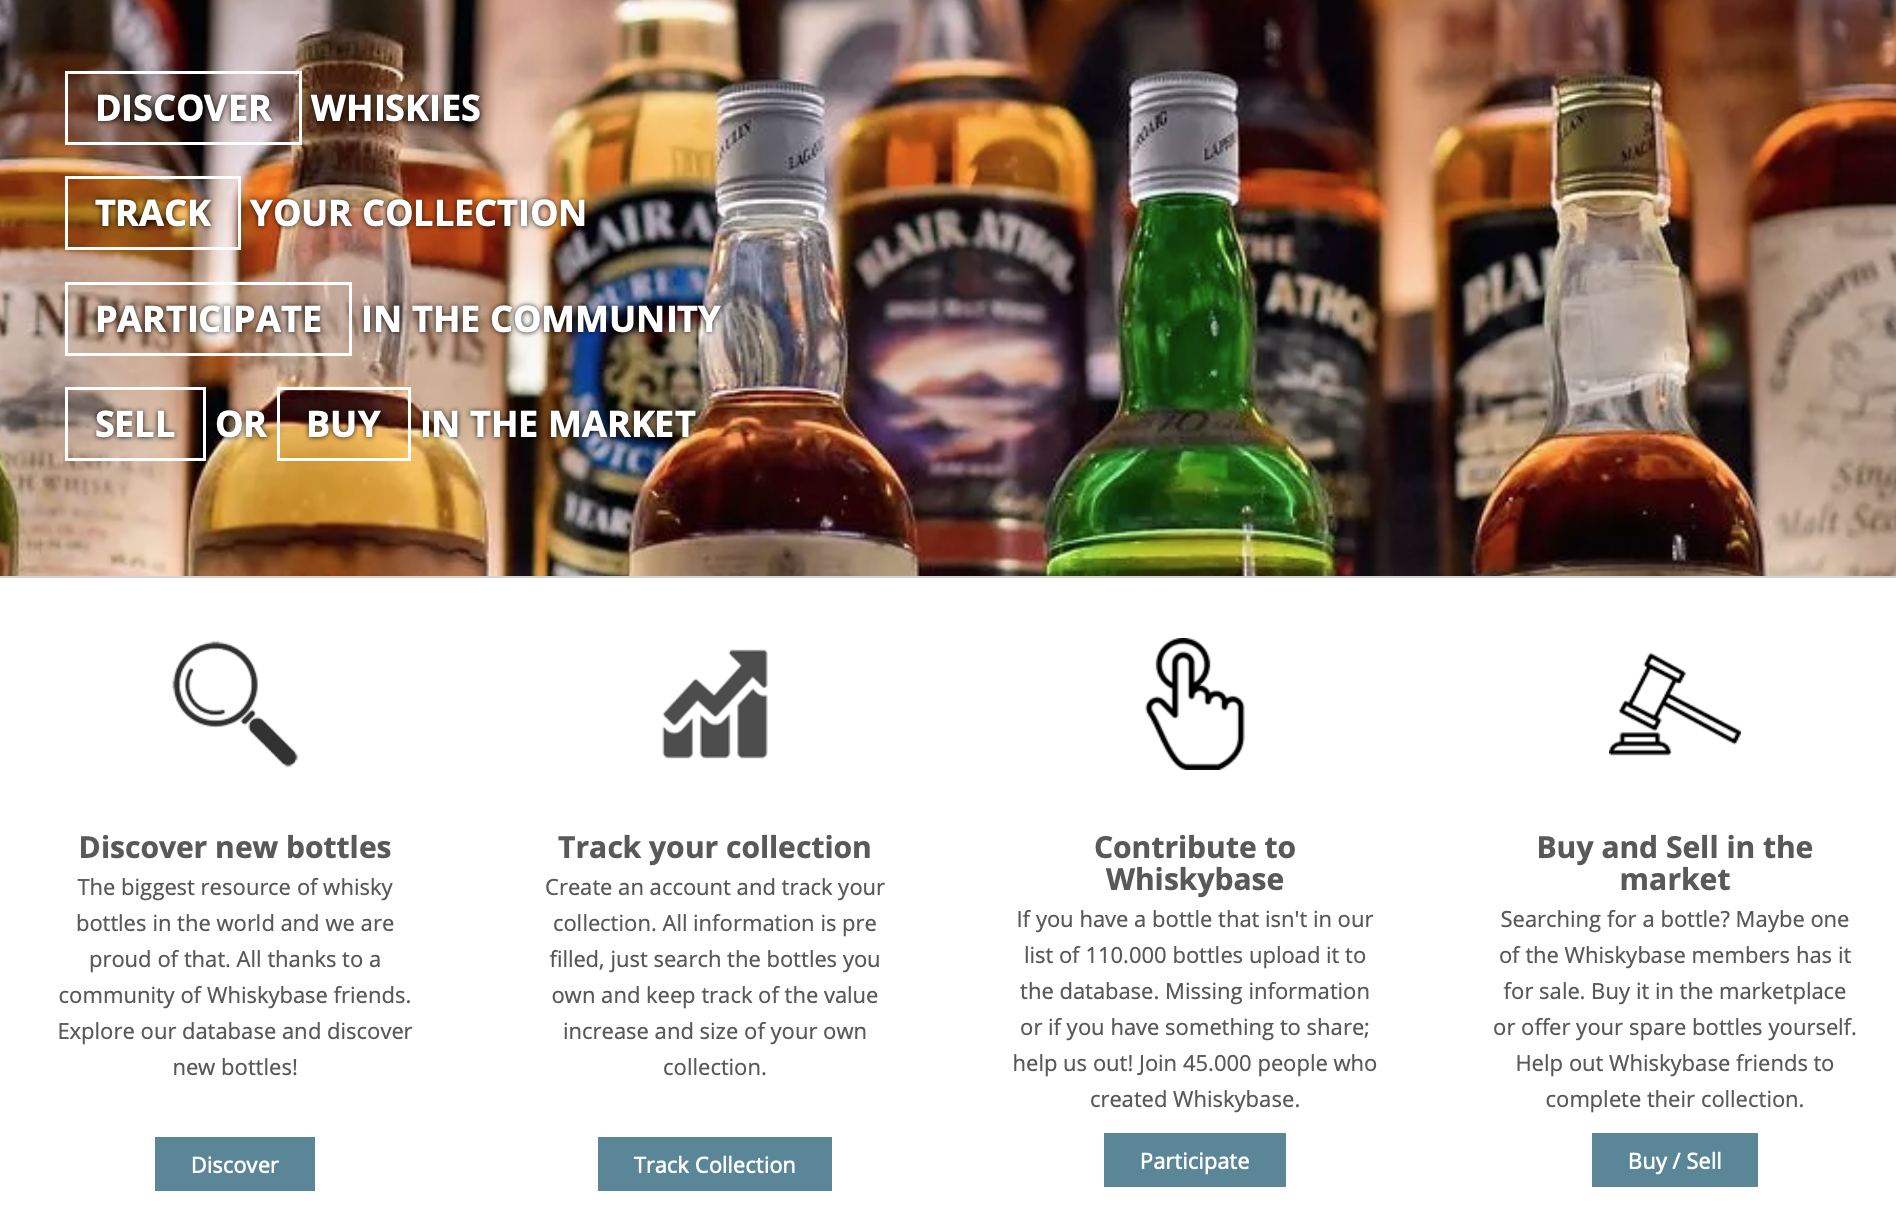 DISCOVER WHISKIES
TRACK YOUR COLLECTION
PARTICIPATE IN THE COMMUNITY
SELL OR BUY IN THE MARKET
BLAIR ATHOL
THE
ATHOL
YEARS
Discover new bottles
The biggest resource of whisky
bottles in the world and we are
proud of that. All thanks to a
community of Whiskybase friends.
Explore our database and discover
new bottles!
Discover
Track your collection
Create an account and track your
collection. All information is pre
filled, just search the bottles you
own and keep track of the value
increase and size of your own
collection.
Track Collection
Contribute to
Whiskybase
If you have a bottle that isn't in our
list of 110.000 bottles upload it to
the database. Missing information
or if you have something to share;
help us out! Join 45.000 people who
created Whiskybase.
Participate
Buy and Sell in the
market
Searching for a bottle? Maybe one
of the Whiskybase members has it
for sale. Buy it in the marketplace
or offer your spare bottles yourself.
Help out Whiskybase friends to
complete their collection.
Buy / Sell